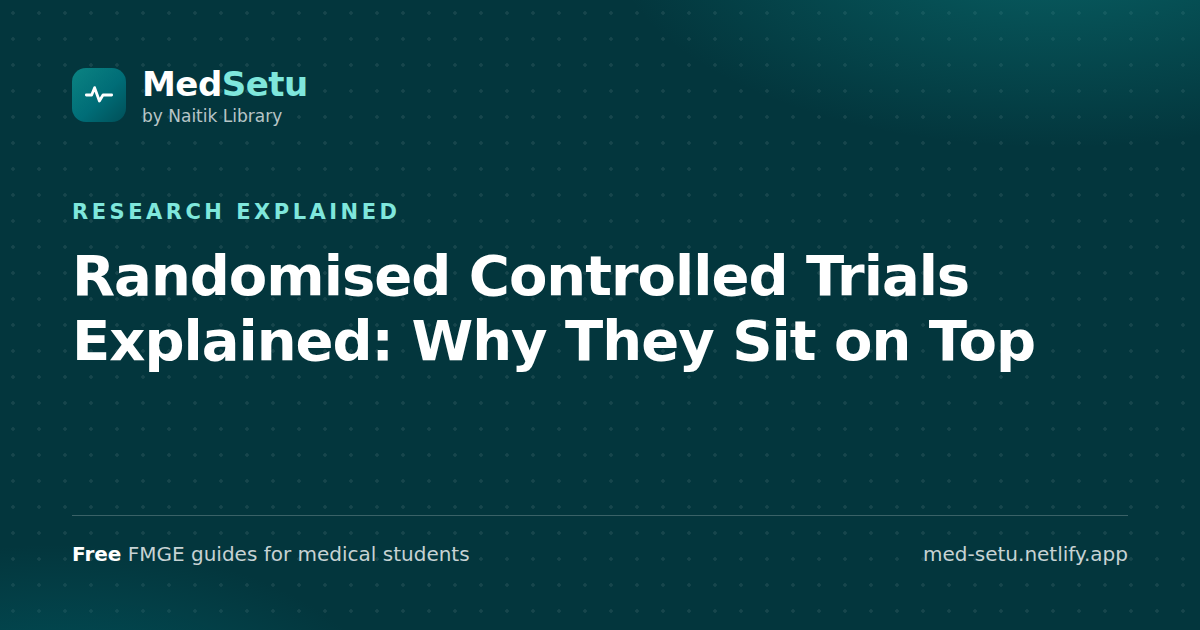 MedSetu
by Naitik Library
RESEARCH EXPLAINED
Randomised Controlled Trials
Explained: Why They Sit on Top
Free FMGE guides for medical students
med-setu.netlify.app